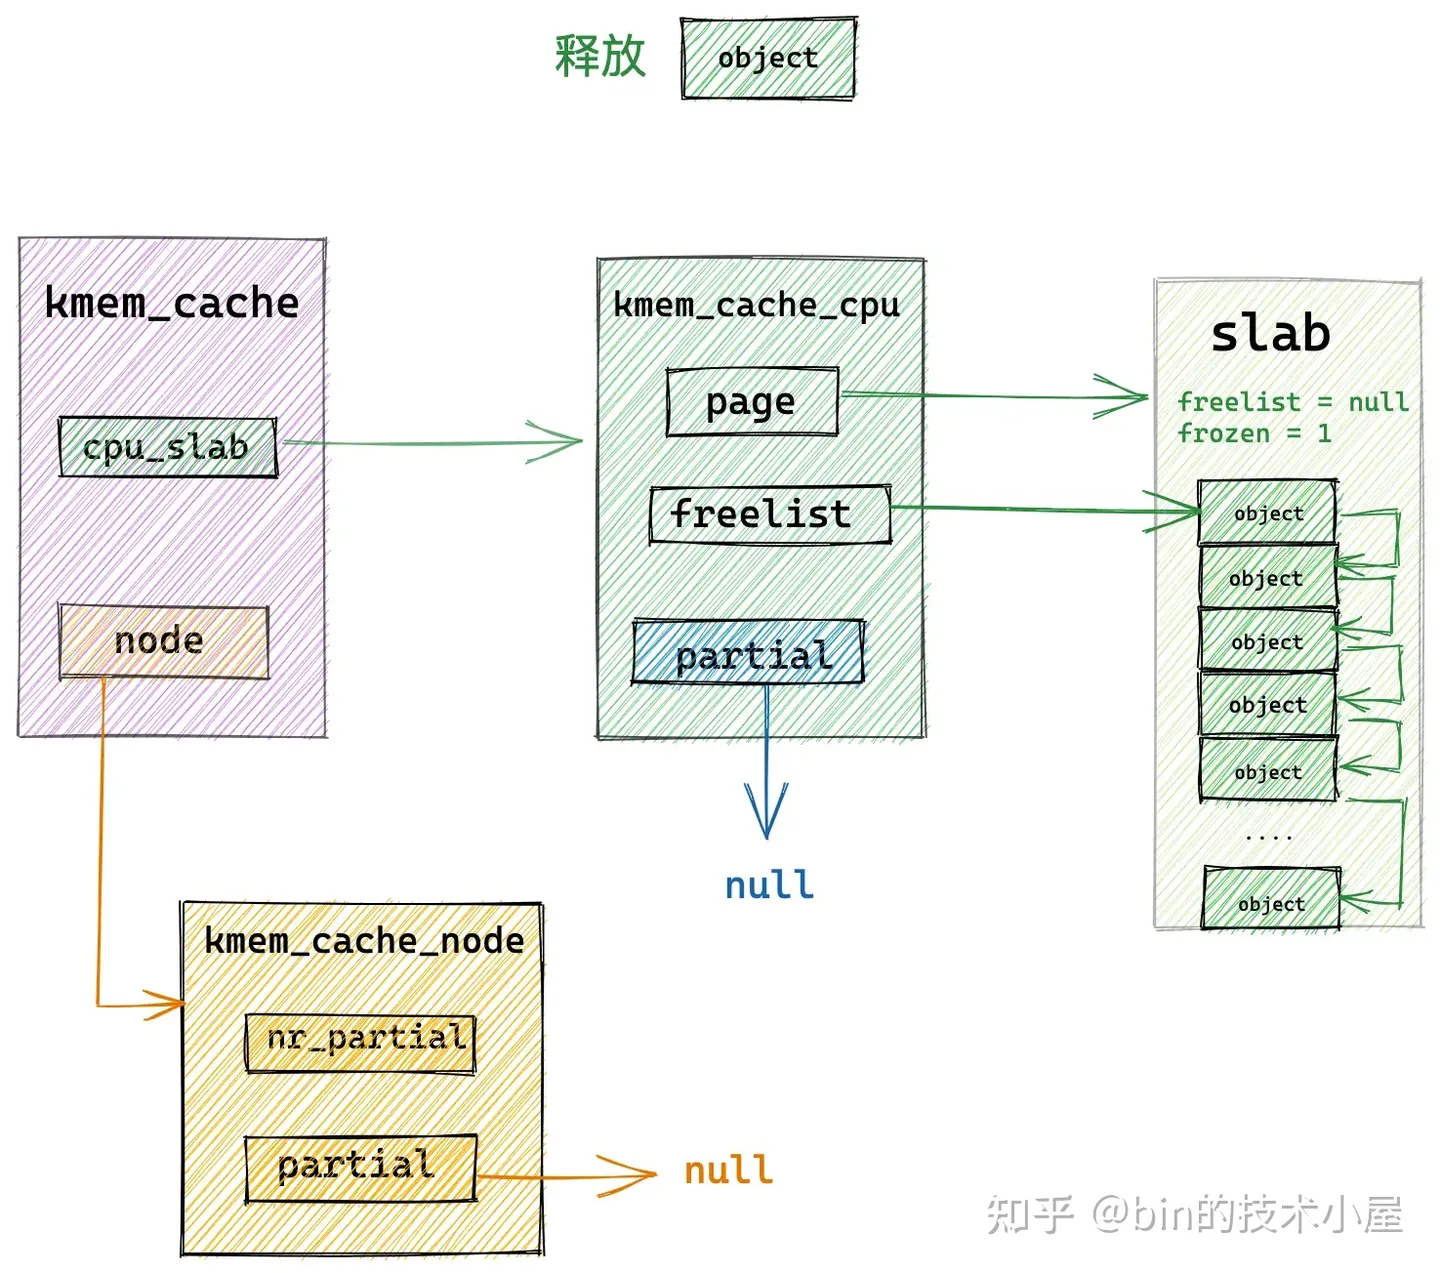 释放
object
kmem_cache
cpu_slab
node
kmem_cache_cpu
page
freelist
partial
null
slab
freelist = null
frozen = 1
object
object
object
object
object
....
object
kmem_cache_node
nr_partial
partial
null
知乎 @bin的技术小屋